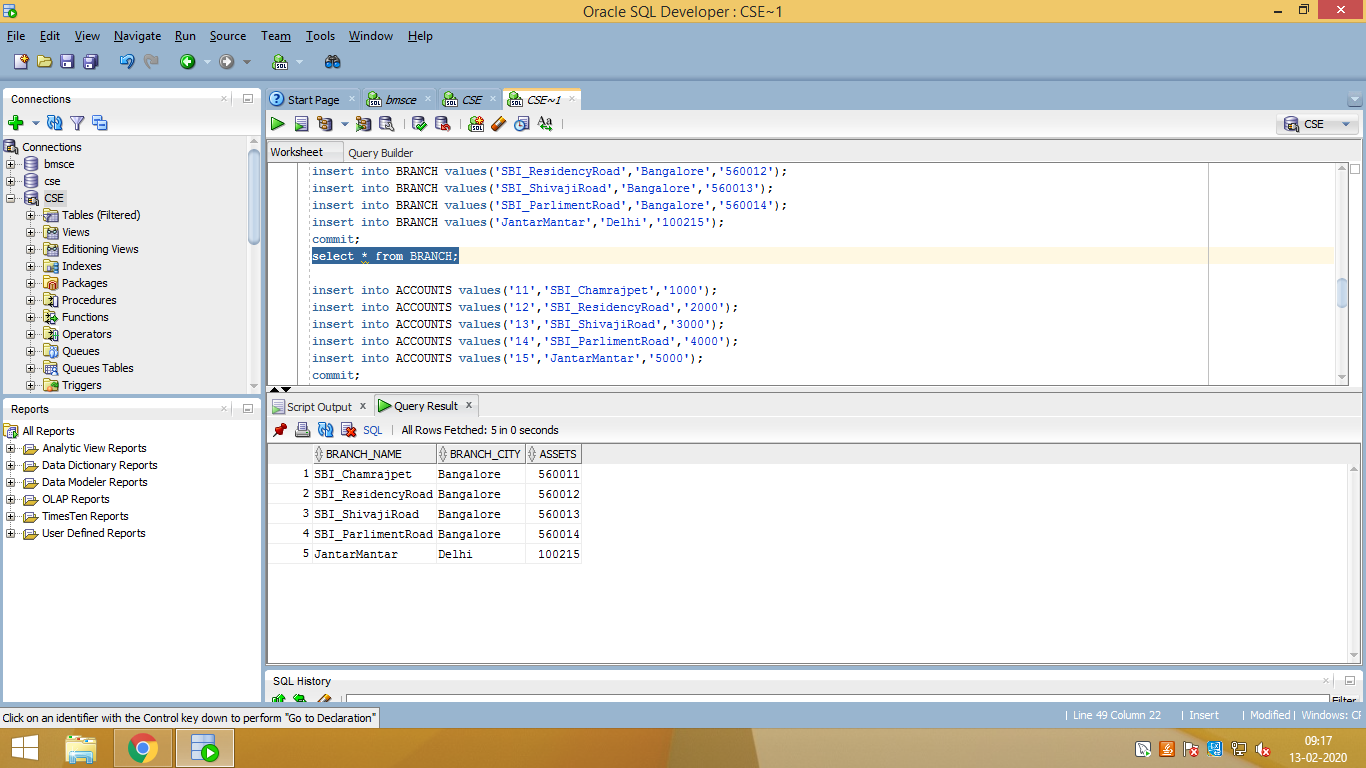 Oracle SQL Developer : CSE~1
File Edit View Navigate Run Source Team Tools Window Help
Connections
Connections
bmsce
cse
CSE
Tables (Filtered)
Views
Editioning Views
Indexes
Packages
Procedures
Functions
Operators
Queues
Queues Tables
Triggers
Reports
All Reports
Analytic View Reports
Data Dictionary Reports
Data Modeler Reports
OLAP Reports
TimesTen Reports
User Defined Reports
Start Page bmsce CSE CSE~1
CSE
Worksheet Query Builder
insert into BRANCH values('SBI_ResidencyRoad','Bangalore','560012');
insert into BRANCH values('SBI_ShivajiRoad','Bangalore','560013');
insert into BRANCH values('SBI_ParlimentRoad','Bangalore','560014');
insert into BRANCH values('JantarMantar','Delhi','100215');
commit;
select * from BRANCH;
insert into ACCOUNTS values('11','SBI_Chamrajpet','1000');
insert into ACCOUNTS values('12','SBI_ResidencyRoad','2000');
insert into ACCOUNTS values('13','SBI_ShivajiRoad','3000');
insert into ACCOUNTS values('14','SBI_ParlimentRoad','4000');
insert into ACCOUNTS values('15','JantarMantar','5000');
commit;
Script Output x Query Result x
SQL | All Rows Fetched: 5 in 0 seconds
BRANCH_NAME BRANCH_CITY ASSETS
1 SBI_Chamrajpet Bangalore 560011
2 SBI_ResidencyRoad Bangalore 560012
3 SBI_ShivajiRoad Bangalore 560013
4 SBI_ParlimentRoad Bangalore 560014
5 JantarMantar Delhi 100215
SQL History
Filter
Click on an identifier with the Control key down to perform "Go to Declaration"
| Line 49 Column 22 | Insert | Modified | Windows: CF
09:17
13-02-2020